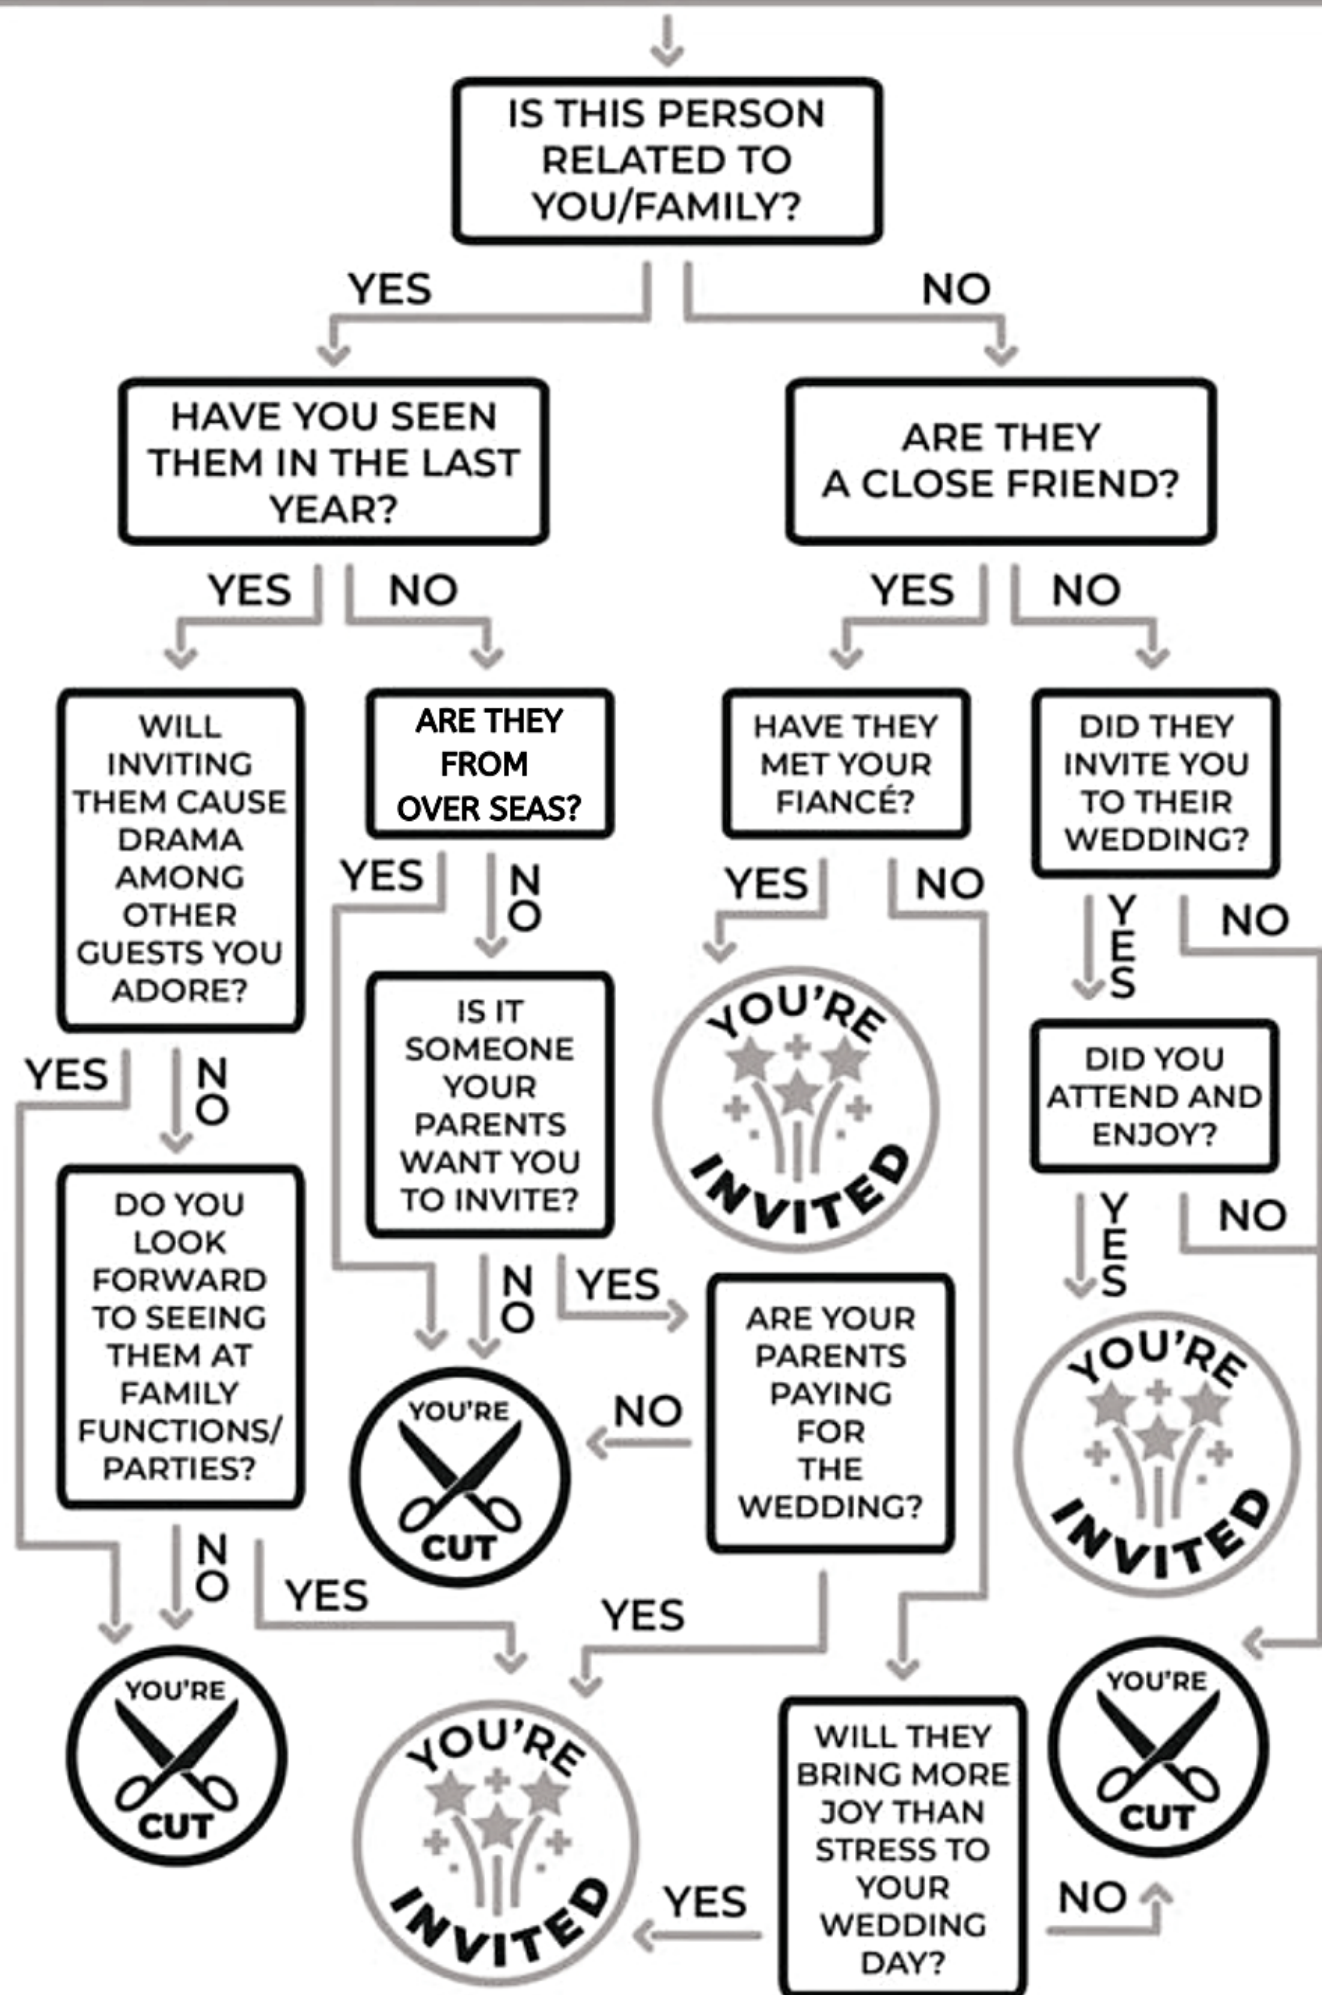 IS THIS PERSON
RELATED TO
YOU/FAMILY?
YES
NO
HAVE YOU SEEN
THEM IN THE LAST
YEAR?
ARE THEY
A CLOSE FRIEND?
YES
NO
YES
NO
WILL
INVITING
THEM CAUSE
DRAMA
AMONG
OTHER
GUESTS YOU
ADORE?
ARE THEY
FROM
OVER SEAS?
HAVE THEY
MET YOUR
FIANCÉ?
DID THEY
INVITE YOU
TO THEIR
WEDDING?
YES
NO
YES
NO
YES
NO
IS IT
SOMEONE
YOUR
PARENTS
WANT YOU
TO INVITE?
YOU'RE
INVITED
DID YOU
ATTEND AND
ENJOY?
YES
NO
DO YOU
LOOK
FORWARD
TO SEEING
THEM AT
FAMILY
FUNCTIONS/
PARTIES?
NO
YES
ARE YOUR
PARENTS
PAYING
FOR
THE
WEDDING?
YES
NO
YOU'RE
INVITED
YOU'RE
CUT
NO
NO
YES
YES
YOU'RE
CUT
YOU'RE
INVITED
WILL THEY
BRING MORE
JOY THAN
STRESS TO
YOUR
WEDDING
DAY?
YOU'RE
CUT
YES
NO